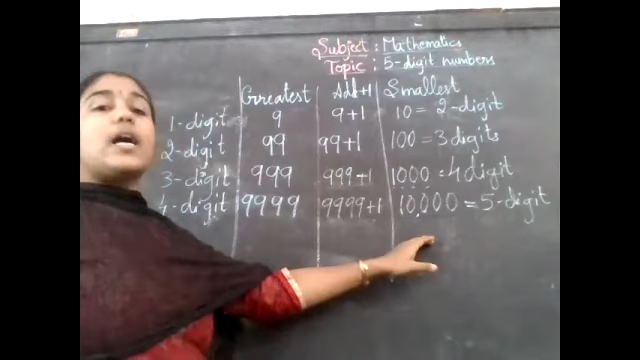 Subject : Mathematics
Topic : 5-digit numbers
Greatest Add+1 Smallest
1-digit 9 9+1 10 = 2-digit
2-digit 99 99+1 100 = 3 digits
3-digit 999 999+1 1000 = 4 digit
4-digit 9999 9999+1 10,000 = 5-digit